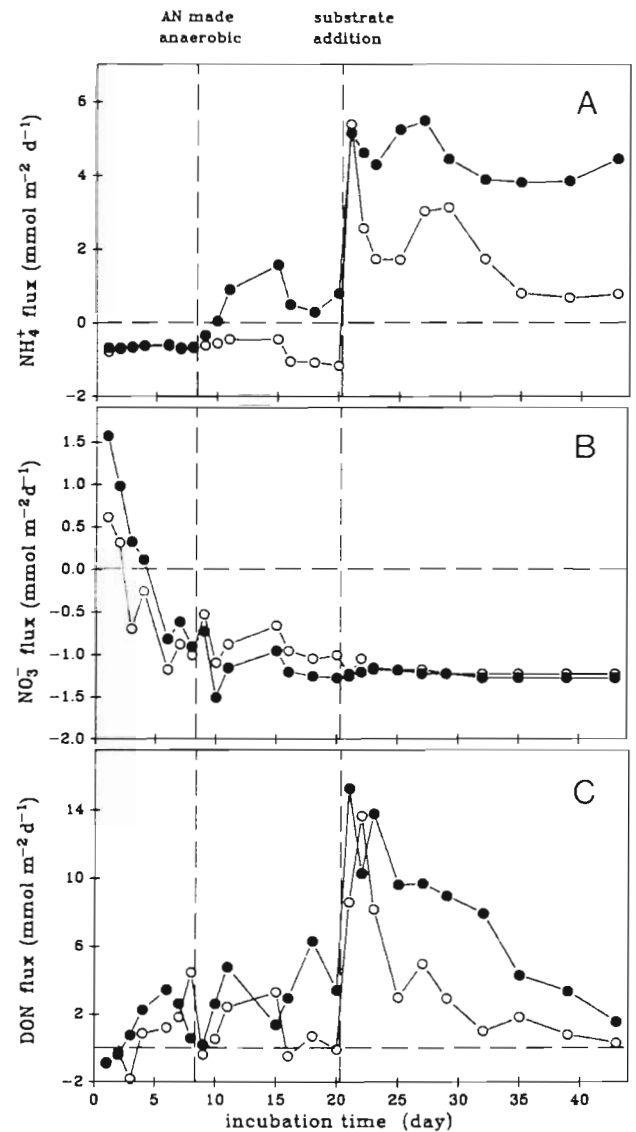 AN made anaerobic
substrate addition
A
NH₄⁺ flux (mmol m⁻² d⁻¹)
6
4
2
0
-2
B
NO₃⁻ flux (mmol m⁻²d⁻¹)
1.5
1.0
0.5
0.0
-0.5
-1.0
-1.5
-2.0
C
DON flux (mmol m⁻²d⁻¹)
14
10
6
2
-2
0 5 10 15 20 25 30 35 40
incubation time (day)